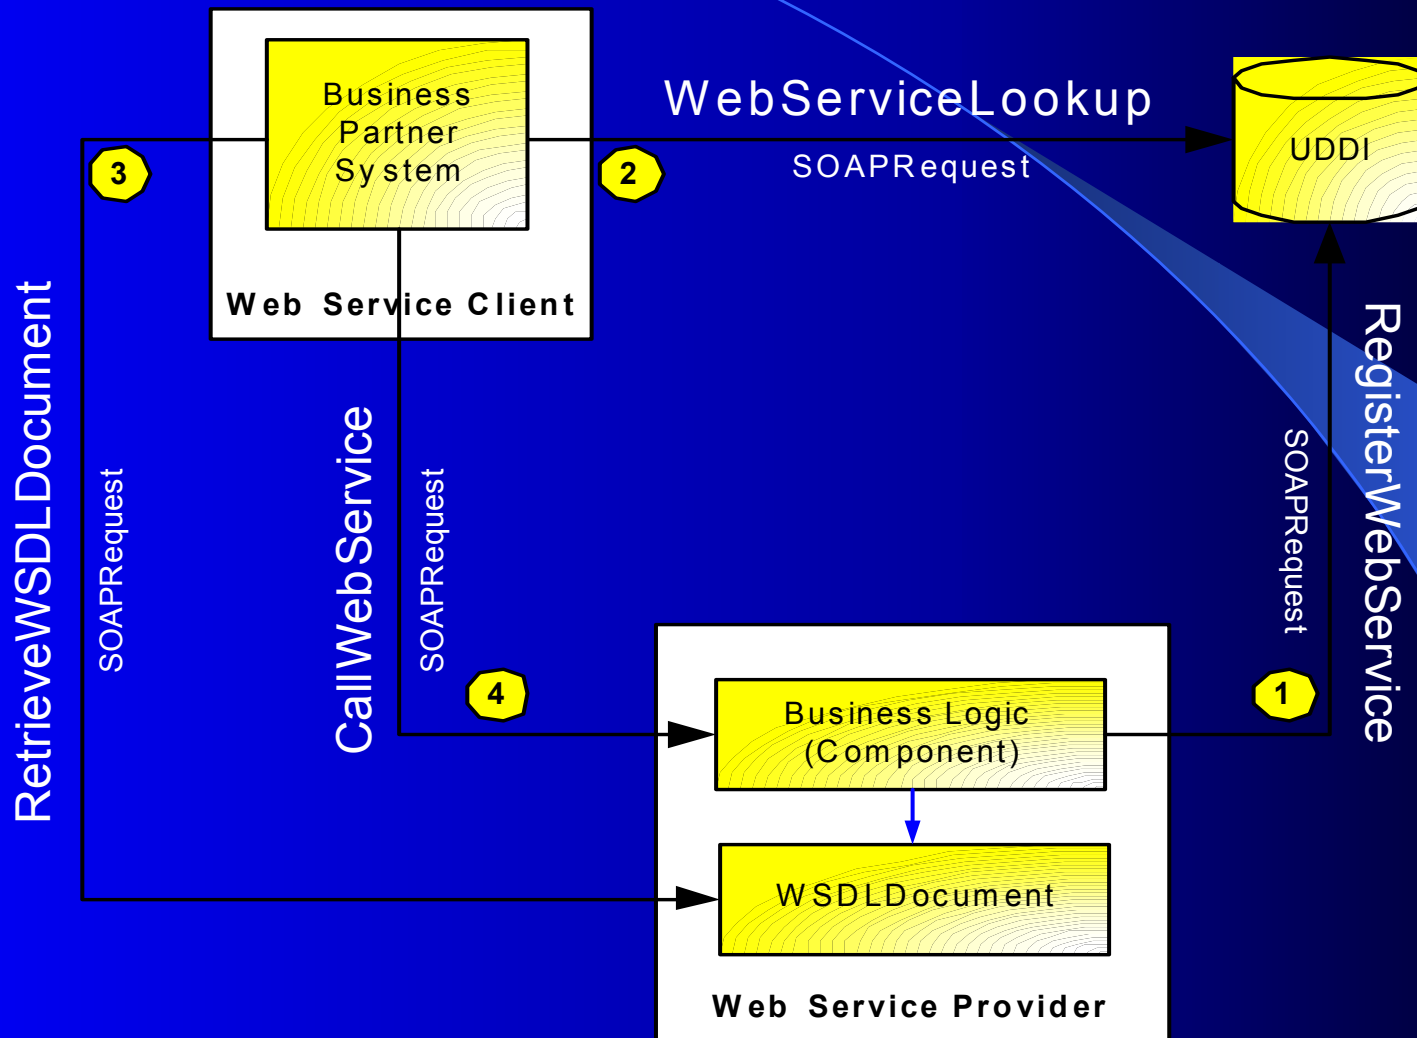 Business
Partner
System
Web Service Client
3
2
WebServiceLookup
SOAPRequest
UDDI
RetrieveWSDLDocument
SOAPRequest
CallWebService
SOAPRequest
4
SOAPRequest
RegisterWebService
1
Business Logic
(Component)
WSDLDocument
Web Service Provider